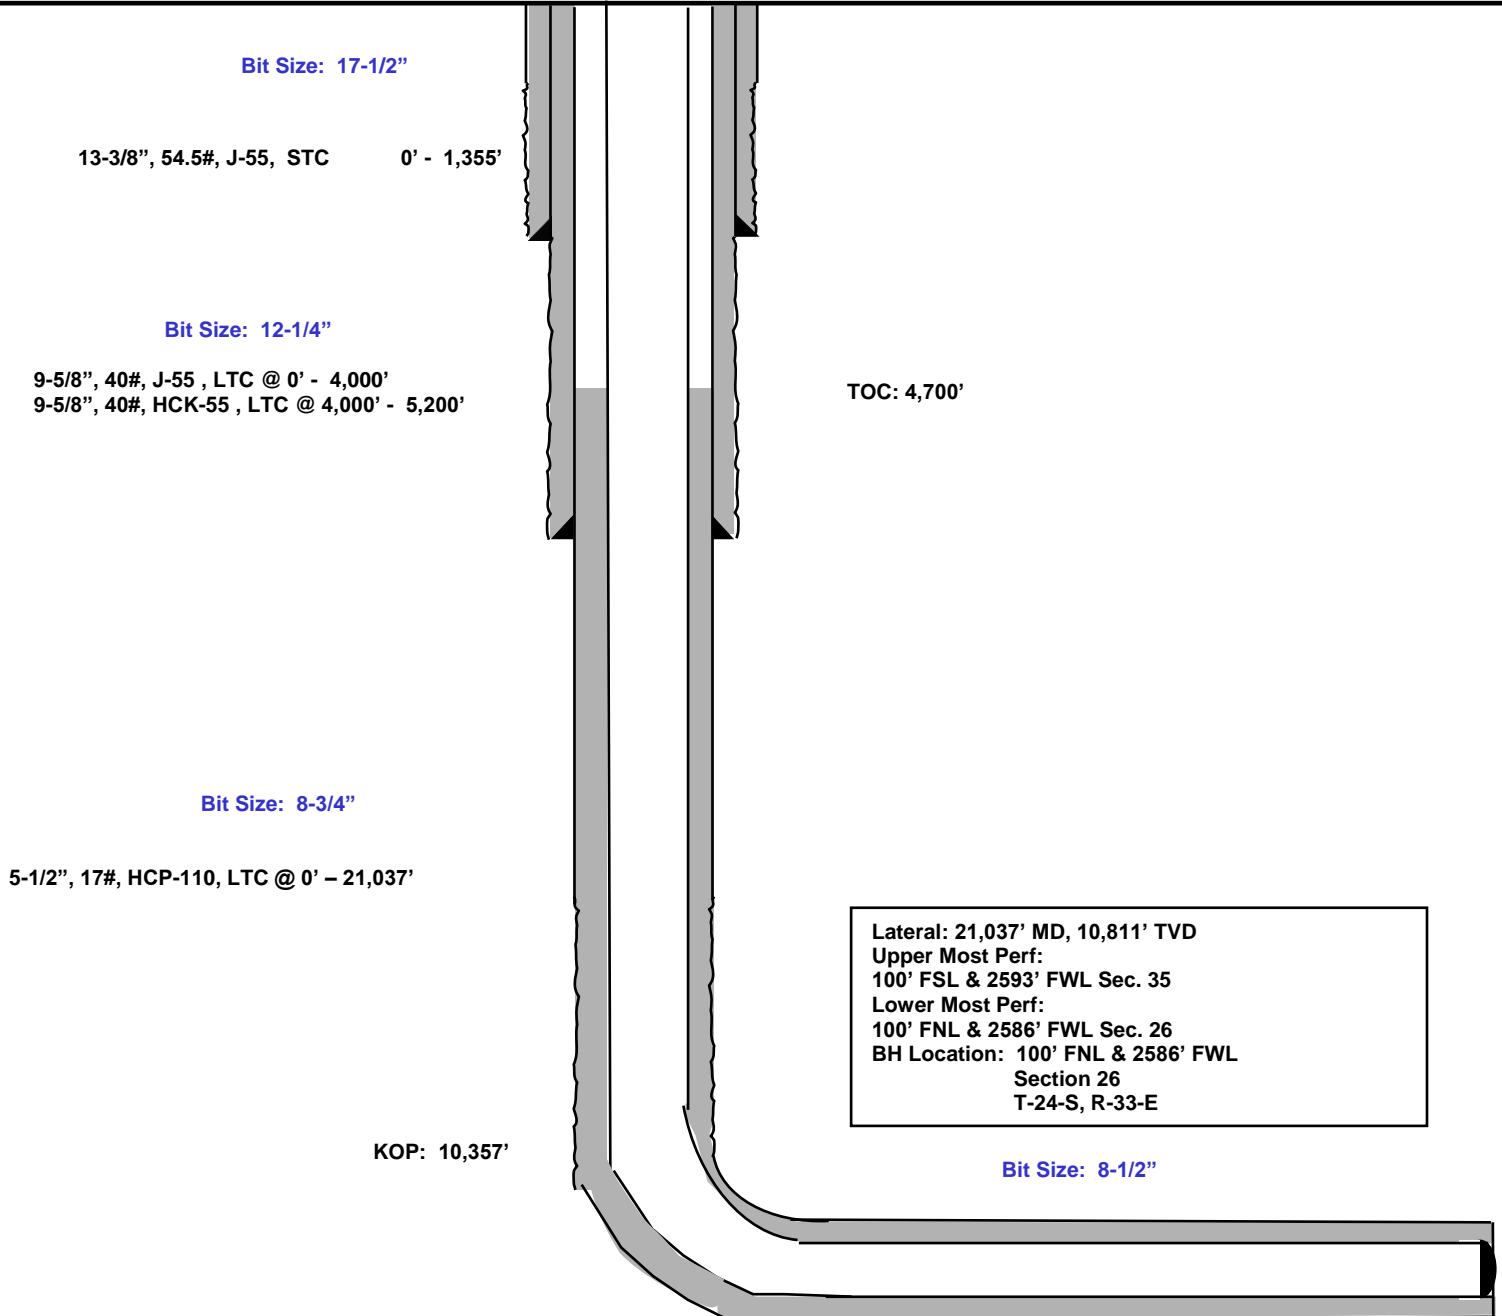 Bit Size: 17-1/2”
13-3/8”, 54.5#, J-55, STC 0’ - 1,355’
Bit Size: 12-1/4”
9-5/8”, 40#, J-55 , LTC @ 0’ - 4,000’
9-5/8”, 40#, HCK-55 , LTC @ 4,000’ - 5,200’
TOC: 4,700’
Bit Size: 8-3/4”
5-1/2”, 17#, HCP-110, LTC @ 0’ – 21,037’
Lateral: 21,037’ MD, 10,811’ TVD
Upper Most Perf:
100’ FSL & 2593’ FWL Sec. 35
Lower Most Perf:
100’ FNL & 2586’ FWL Sec. 26
BH Location: 100’ FNL & 2586’ FWL
Section 26
T-24-S, R-33-E
KOP: 10,357’
Bit Size: 8-1/2”